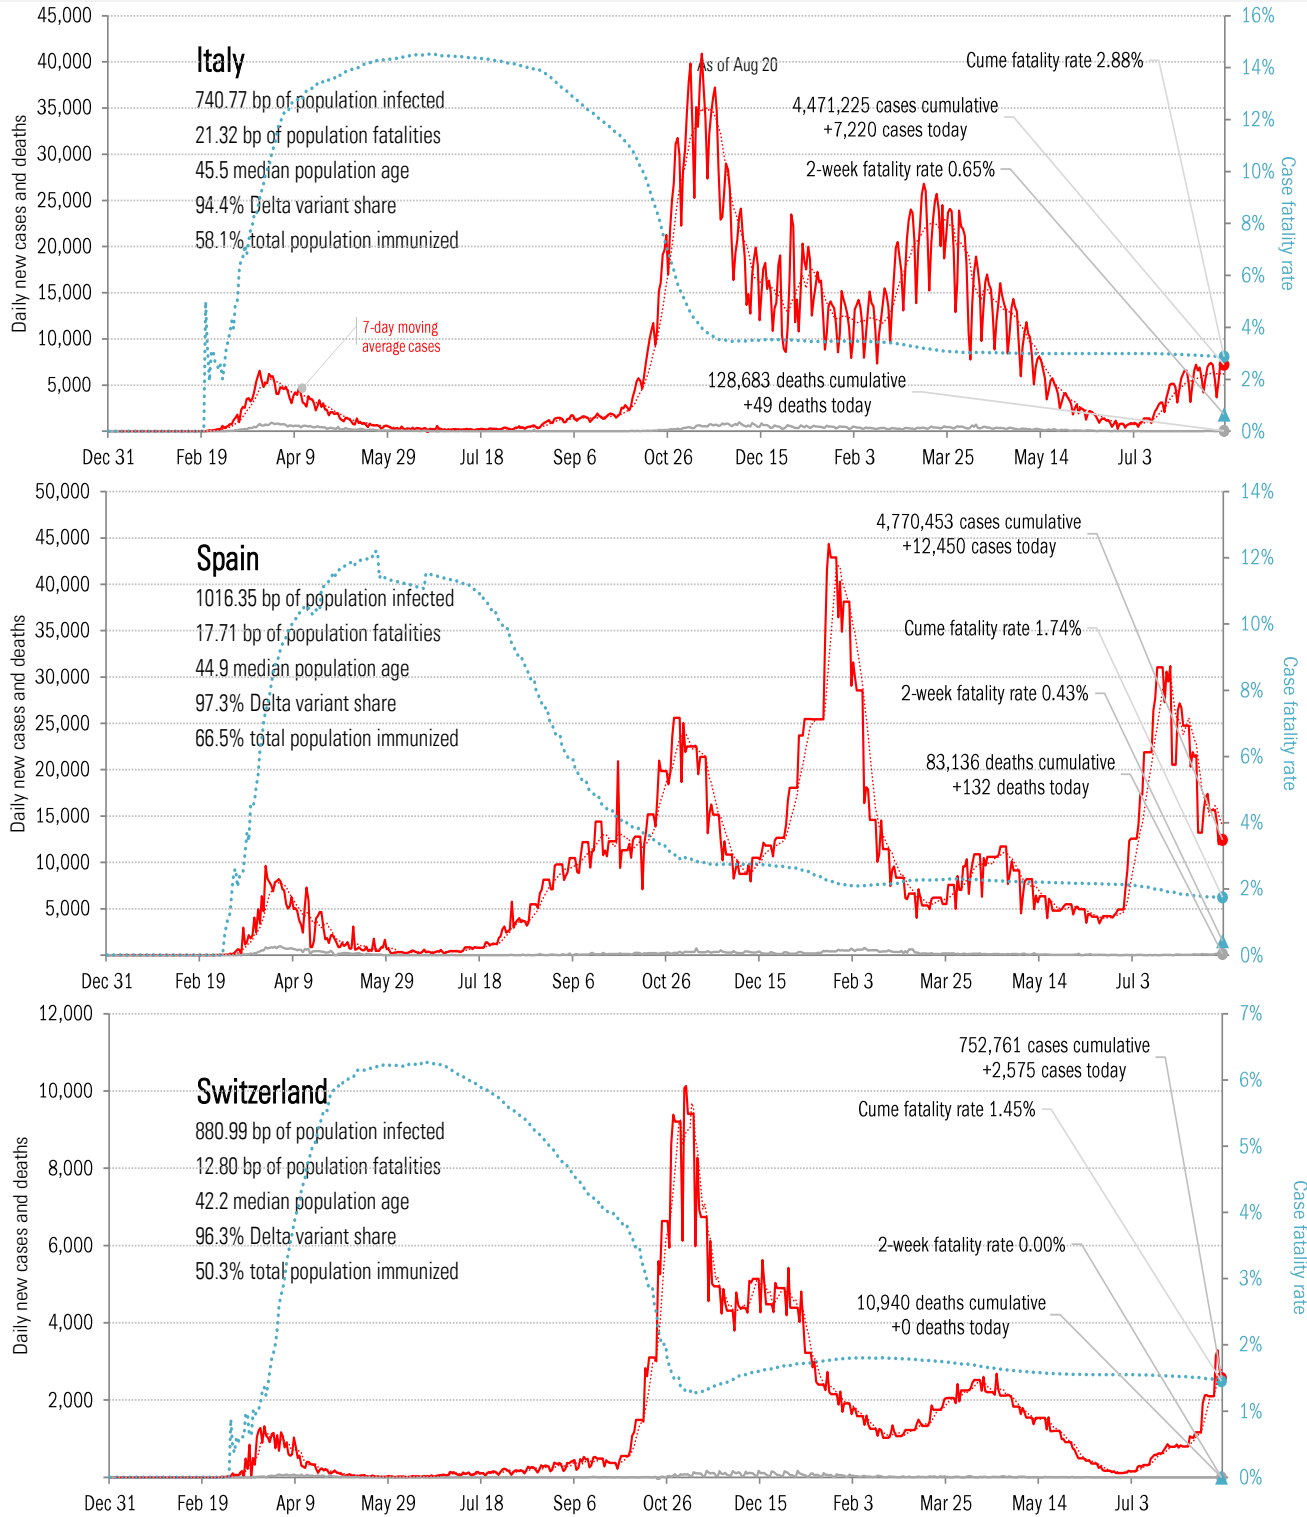 45,000
40,000
35,000
30,000
25,000
20,000
15,000
10,000
5,000
Daily new cases and deaths
Italy
740.77 bp of population infected
21.32 bp of population fatalities
45.5 median population age
94.4% Delta variant share
58.1% total population immunized
7-day moving
average cases
As of Aug 20
Cume fatality rate 2.88%
4,471,225 cases cumulative
+7,220 cases today
2-week fatality rate 0.65%
128,683 deaths cumulative
+49 deaths today
16%
14%
12%
10%
8%
6%
4%
2%
0%
Case fatality rate
Dec 31 Feb 19 Apr 9 May 29 Jul 18 Sep 6 Oct 26 Dec 15 Feb 3 Mar 25 May 14 Jul 3
50,000
45,000
40,000
35,000
30,000
25,000
20,000
15,000
10,000
5,000
Daily new cases and deaths
Spain
1016.35 bp of population infected
17.71 bp of population fatalities
44.9 median population age
97.3% Delta variant share
66.5% total population immunized
4,770,453 cases cumulative
+12,450 cases today
Cume fatality rate 1.74%
2-week fatality rate 0.43%
83,136 deaths cumulative
+132 deaths today
14%
12%
10%
8%
6%
4%
2%
0%
Case fatality rate
Dec 31 Feb 19 Apr 9 May 29 Jul 18 Sep 6 Oct 26 Dec 15 Feb 3 Mar 25 May 14 Jul 3
12,000
10,000
8,000
6,000
4,000
2,000
Daily new cases and deaths
Switzerland
880.99 bp of population infected
12.80 bp of population fatalities
42.2 median population age
96.3% Delta variant share
50.3% total population immunized
752,761 cases cumulative
+2,575 cases today
Cume fatality rate 1.45%
2-week fatality rate 0.00%
10,940 deaths cumulative
+0 deaths today
7%
6%
5%
4%
3%
2%
1%
0%
Case fatality rate
Dec 31 Feb 19 Apr 9 May 29 Jul 18 Sep 6 Oct 26 Dec 15 Feb 3 Mar 25 May 14 Jul 3